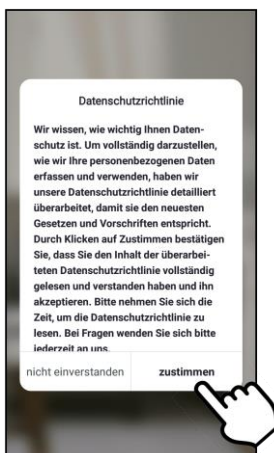 Datenschutzrichtlinie
Wir wissen, wie wichtig Ihnen Daten-
schutz ist. Um vollständig darzustellen,
wie wir Ihre personenbezogenen Daten
erfassen und verwenden, haben wir
unsere Datenschutzrichtlinie detailliert
überarbeitet, damit sie den neuesten
Gesetzen und Vorschriften entspricht.
Durch Klicken auf Zustimmen bestätigen
Sie, dass Sie den Inhalt der überarbei-
teten Datenschutzrichtlinie vollständig
gelesen und verstanden haben und ihn
akzeptieren. Bitte nehmen Sie sich die
Zeit, um die Datenschutzrichtlinie zu
lesen. Bei Fragen wenden Sie sich bitte
jederzeit an uns.
nicht einverstanden zustimmen